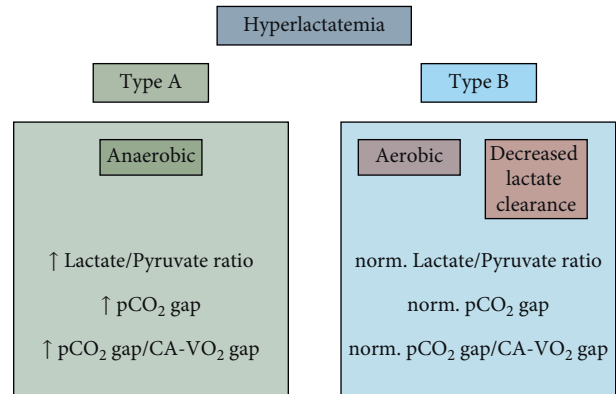 Hyperlactatemia
Type A
Type B
Anaerobic
↑ Lactate/Pyruvate ratio
↑ pCO₂ gap
↑ pCO₂ gap/CA-VO₂ gap
Aerobic
Decreased
lactate
clearance
norm. Lactate/Pyruvate ratio
norm. pCO₂ gap
norm. pCO₂ gap/CA-VO₂ gap